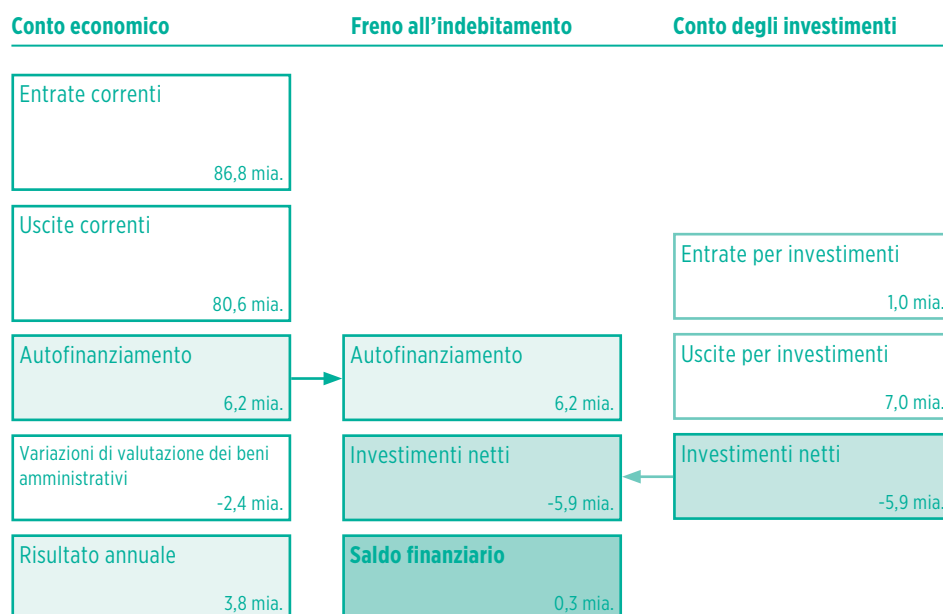 Conto economico
Freno all'indebitamento
Conto degli investimenti
Entrate correnti
86,8 mia.
Uscite correnti
80,6 mia.
Entrate per investimenti
1,0 mia.
Uscite per investimenti
7,0 mia.
Autofinanziamento
6,2 mia.
Autofinanziamento
6,2 mia.
Variazioni di valutazione dei beni
amministrativi
-2,4 mia.
Investimenti netti
-5,9 mia.
Investimenti netti
-5,9 mia.
Risultato annuale
3,8 mia.
Saldo finanziario
0,3 mia.